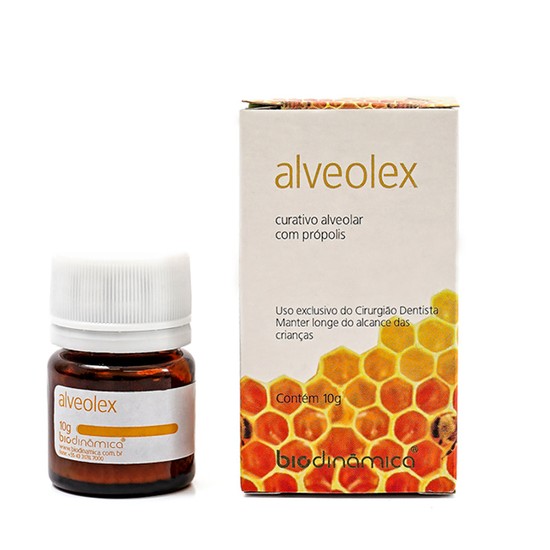 alveolex
curativo alveolar
com própolis
Uso exclusivo do Cirurgião Dentista
Manter longe do alcance das
crianças
Contém 10g
biodinâmica®
alveolex
10g
biodinâmica®
www.biodinamica.com.br